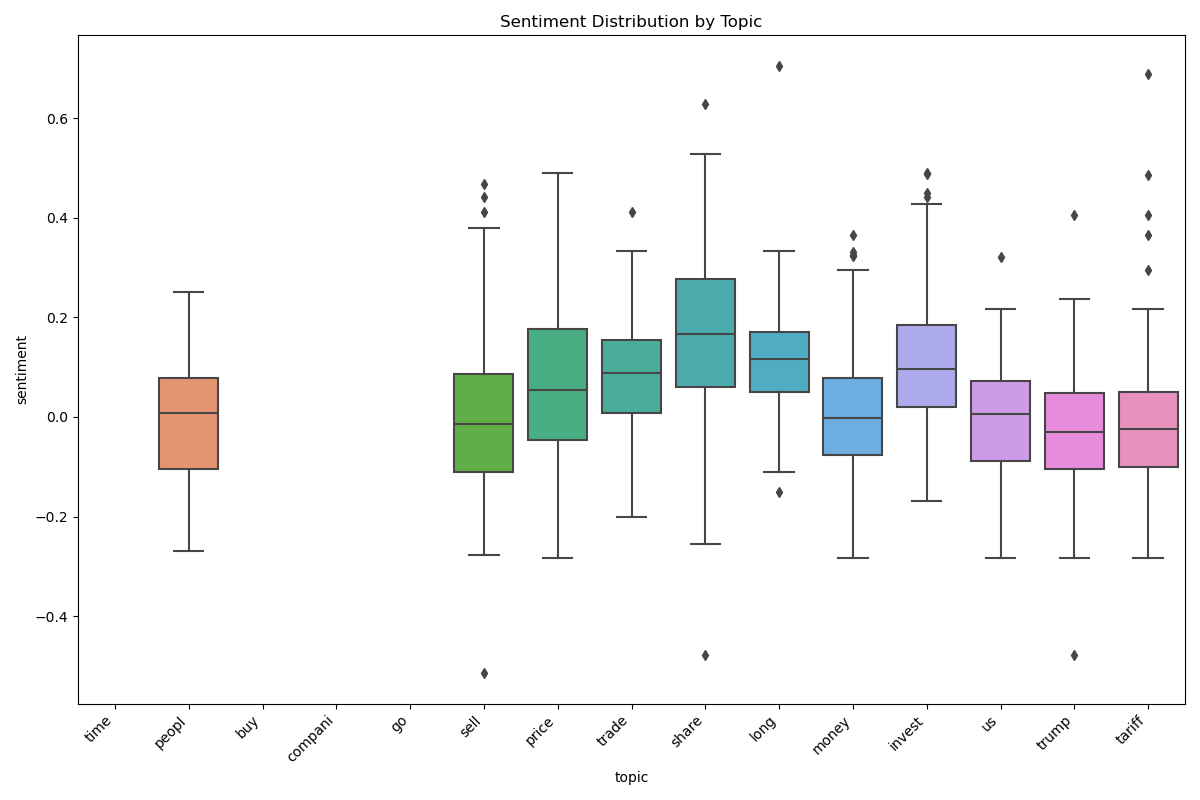 Sentiment Distribution by Topic
sentiment
0.6
0.4
0.2
0.0
−0.2
−0.4
time
peopl
buy
compani
go
sell
price
trade
share
long
money
invest
us
trump
tariff
topic